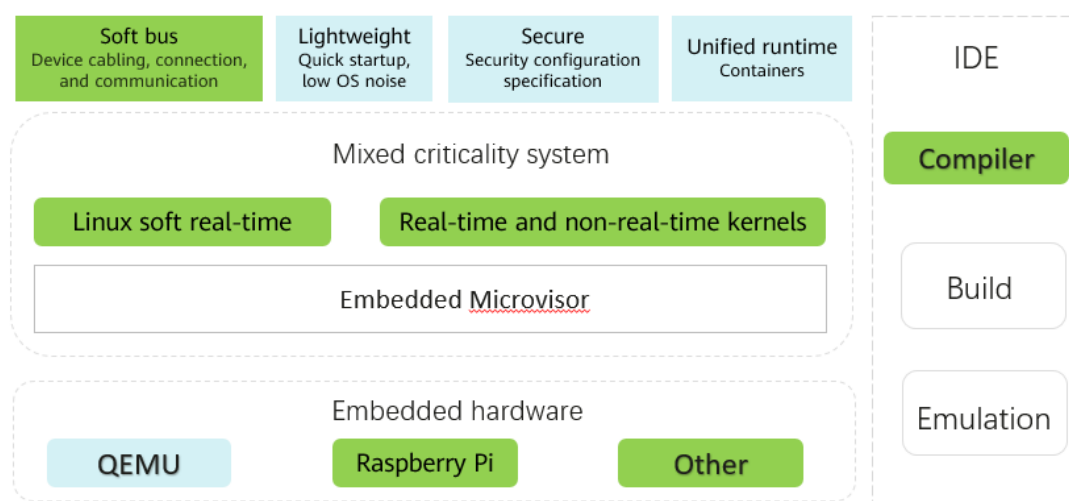 Soft bus
Device cabling, connection,
and communication
Lightweight
Quick startup,
low OS noise
Secure
Security configuration
specification
Unified runtime
Containers
IDE
Mixed criticality system
Compiler
Linux soft real-time
Real-time and non-real-time kernels
Embedded Microvisor
Build
Embedded hardware
Emulation
QEMU
Raspberry Pi
Other